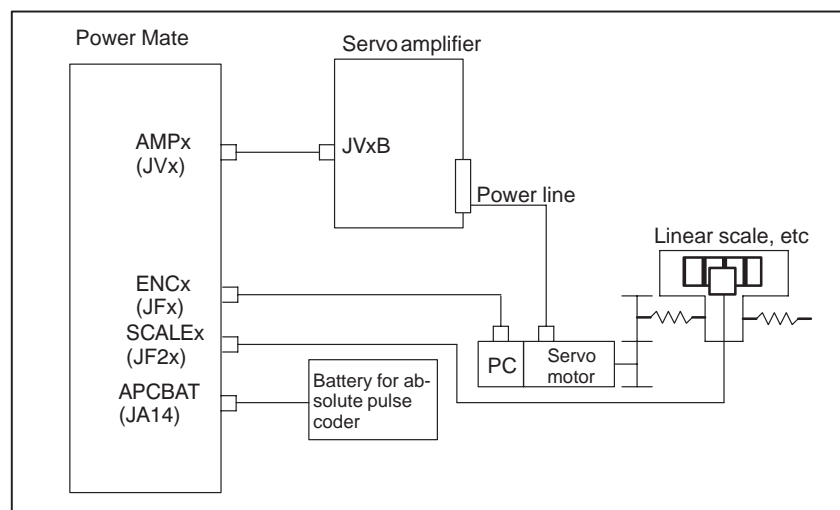 Power Mate
Servo amplifier
AMPx
(JVx)
JVxB
Power line
Linear scale, etc
ENCx
(JFx)
SCALEx
(JF2x)
APCBAT
(JA14)
Battery for ab-
solute pulse
coder
PC
Servo
motor